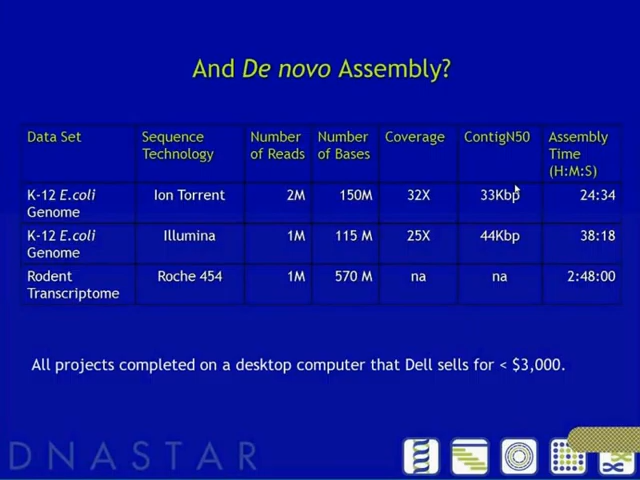 And De novo Assembly?
Data Set Sequence Technology Number of Reads Number of Bases Coverage ContigN50 Assembly Time (H:M:S)
K-12 E.coli Genome Ion Torrent 2M 150M 32X 33Kbp 24:34
K-12 E.coli Genome Illumina 1M 115 M 25X 44Kbp 38:18
Rodent Transcriptome Roche 454 1M 570 M na na 2:48:00
All projects completed on a desktop computer that Dell sells for < $3,000.
DNASTAR